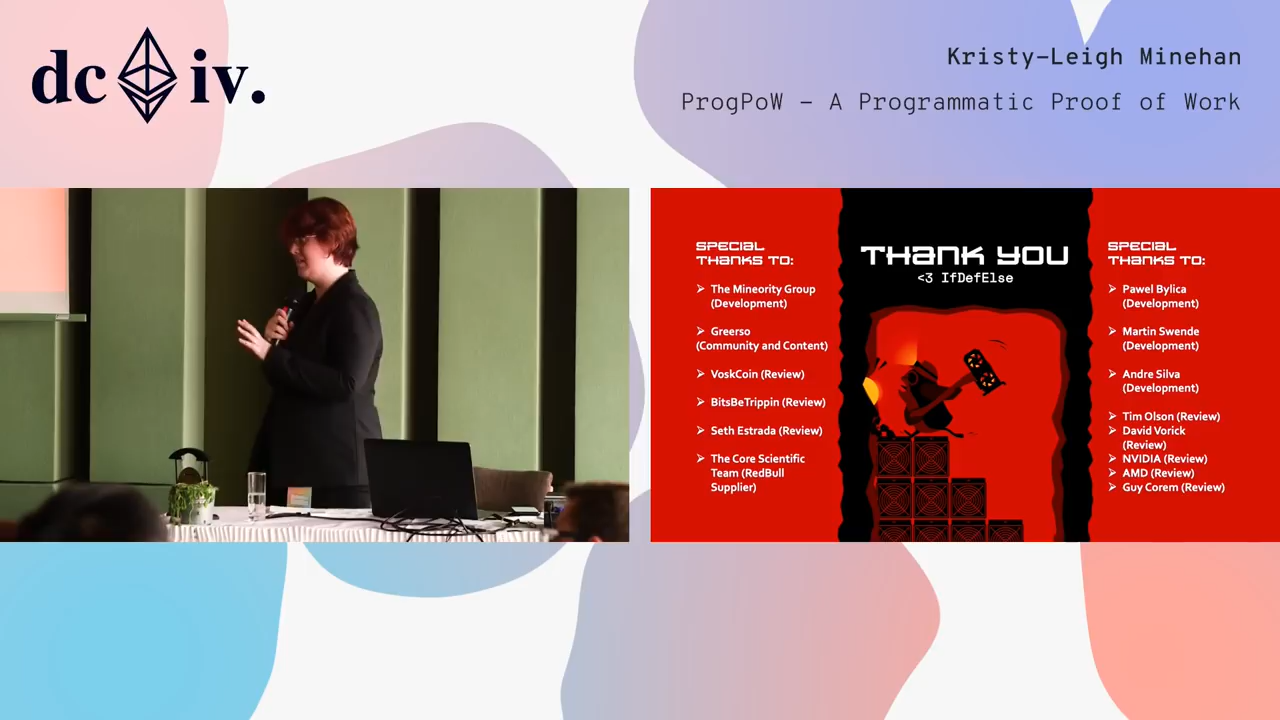 dc iv.
Kristy-Leigh Minehan
ProgPoW - A Programmatic Proof of Work
SPECIAL
THANKS TO:
➢ The Mineority Group
(Development)
➢ Greerso
(Community and Content)
➢ VoskCoin (Review)
➢ BitsBeTrippin (Review)
➢ Seth Estrada (Review)
➢ The Core Scientific
Team (RedBull
Supplier)
THANK YOU
<3 IfDefElse
SPECIAL
THANKS TO:
➢ Pawel Bylica
(Development)
➢ Martin Swende
(Development)
➢ Andre Silva
(Development)
➢ Tim Olson (Review)
➢ David Vorick
(Review)
➢ NVIDIA (Review)
➢ AMD (Review)
➢ Guy Corem (Review)